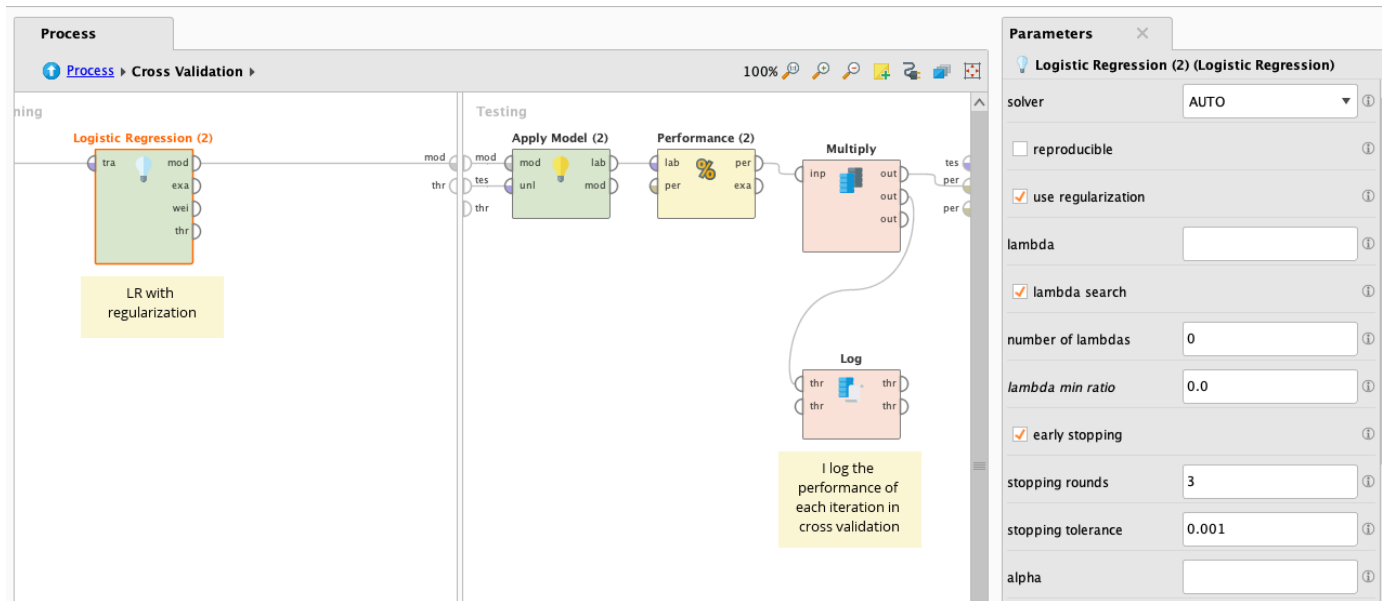 Process
Process ▸ Cross Validation ▸
100%
ning
Logistic Regression (2)
tra
mod
exa
wei
thr
LR with
regularization
mod
thr
Testing
mod
tes
thr
Apply Model (2)
mod
lab
unl
mod
Performance (2)
lab
per
%
per
exa
Multiply
inp
out
out
out
tes
per
per
Log
thr
thr
thr
thr
I log the
performance of
each iteration in
cross validation
Parameters
Logistic Regression (2) (Logistic Regression)
solver
AUTO
reproducible
use regularization
lambda
lambda search
number of lambdas
0
lambda min ratio
0.0
early stopping
stopping rounds
3
stopping tolerance
0.001
alpha